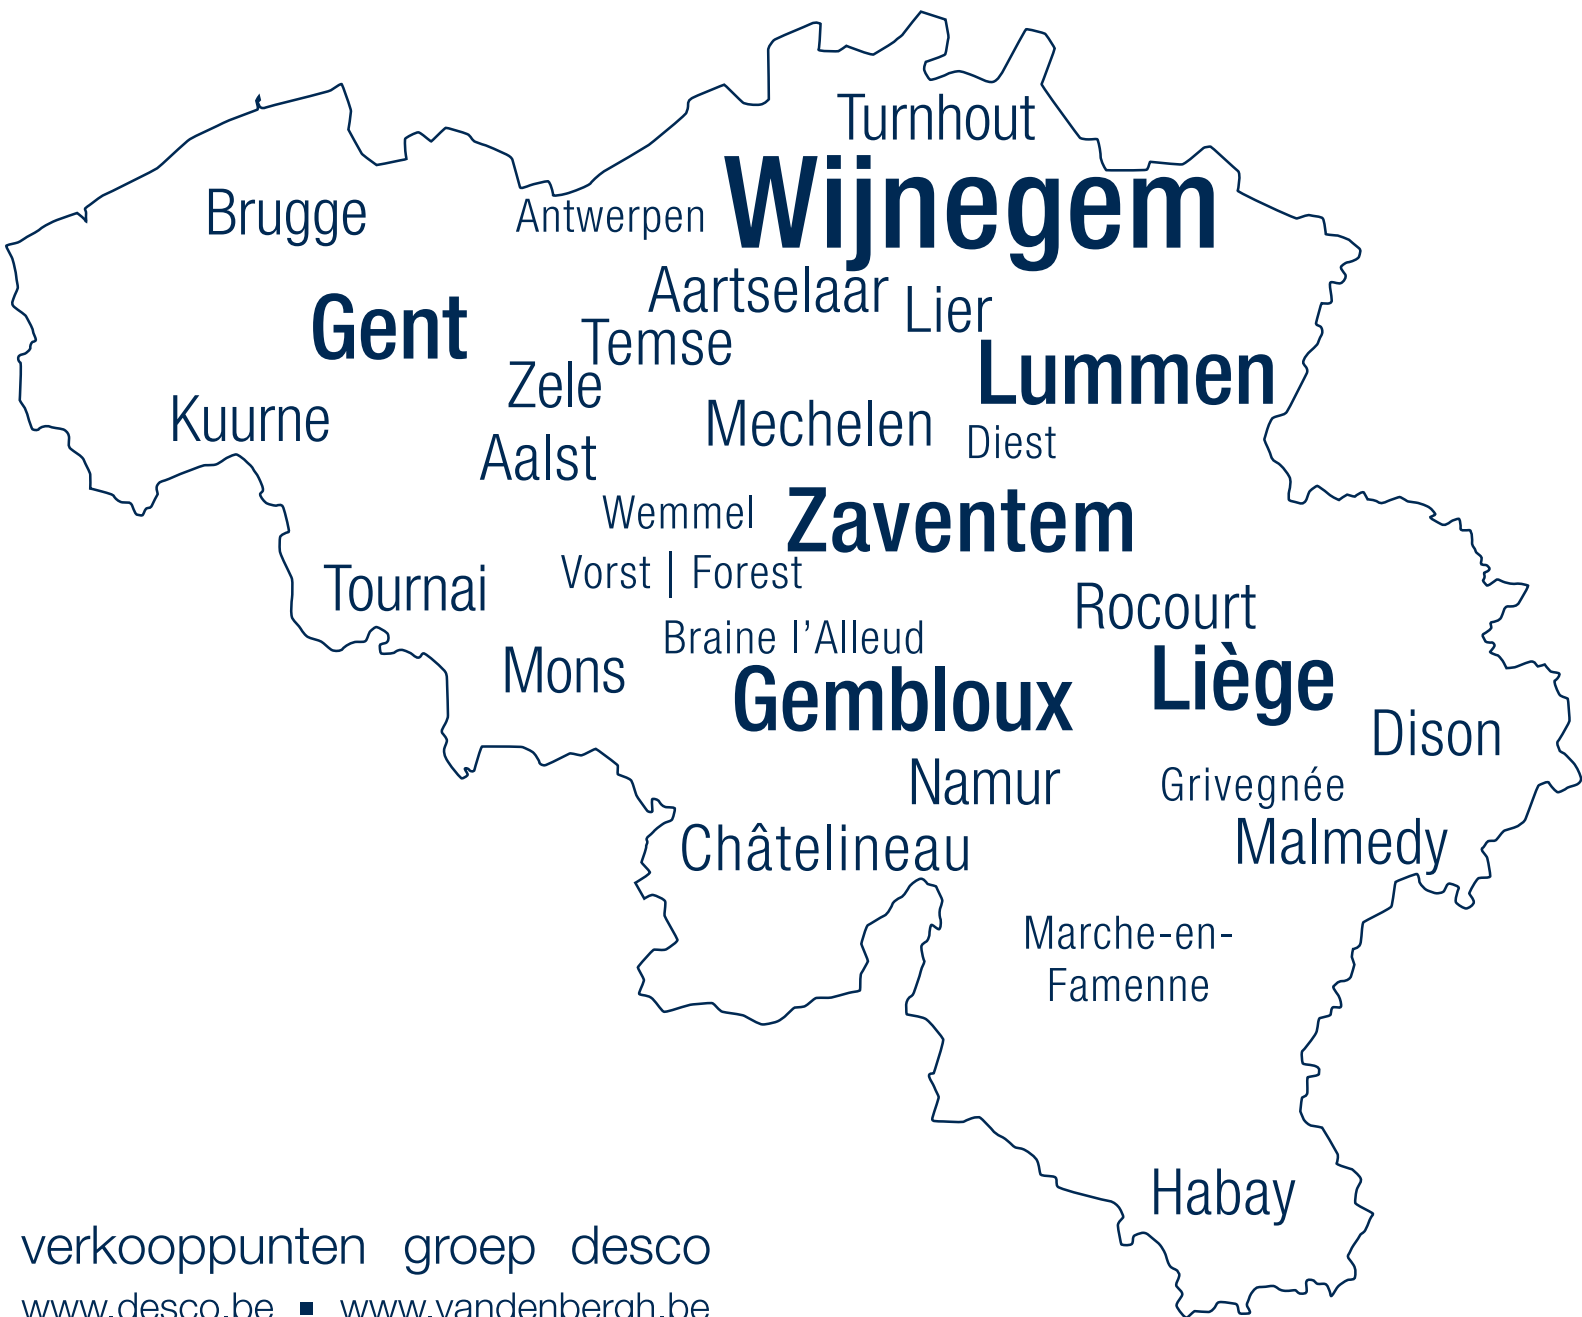 Turnhout
Wijnegem
Brugge
Antwerpen
Aartselaar
Lier
Gent
Temse
Lummen
Zele
Kuurne
Mechelen
Diest
Aalst
Wemmel
Zaventem
Vorst | Forest
Tournai
Rocourt
Braine l’Alleud
Mons
Liège
Gembloux
Dison
Namur
Grivegnée
Châtelineau
Malmedy
Marche-en-
Famenne
Habay
verkooppunten groep desco
www.desco.be ▪ www.vandenbergh.be